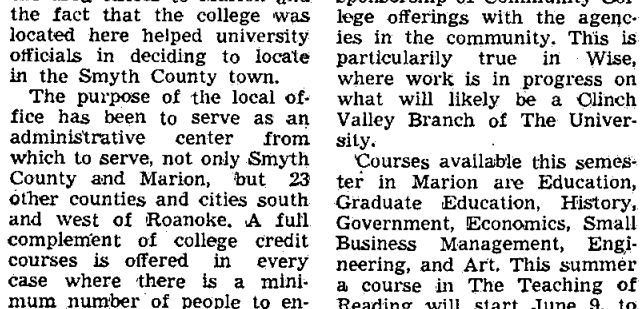 the fact that the college was
located here helped university
officials in deciding to locate
in the Smyth County town.
The purpose of the local of-
fice has been to serve as an
administrative center from
which to serve, not only Smyth
County and Marion, but 23
other counties and cities south
and west of Roanoke. A full
complement of college credit
courses is offered in every
case where there is a mini-
mum number of people to en-
lege offerings with the agenc-
ies in the community. This is
particularly true in Wise,
where work is in progress on
what will likely be a Clinch
Valley Branch of The Univer-
sity.
Courses available this semes-
ter in Marion are Education,
Graduate Education, History,
Government, Economics, Small
Business Management, Engi-
neering, and Art. This summer
a course in The Teaching of
Reading will start June 9, to